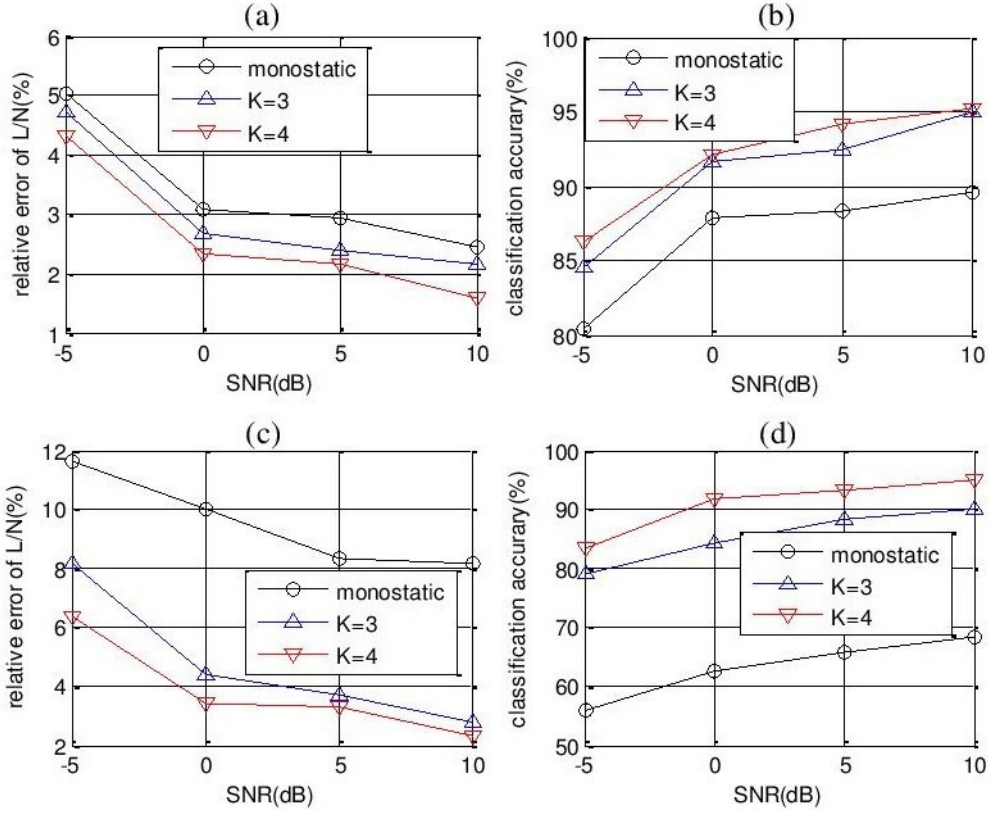 (a)
relative error of L/N(%)
6
5
4
3
2
1
monostatic
K=3
K=4
-5
0
5
10
SNR(dB)
(b)
classification accurary(%)
100
95
90
85
80
monostatic
K=3
K=4
-5
0
5
10
SNR(dB)
(c)
relative error of L/N(%)
12
10
8
6
4
2
monostatic
K=3
K=4
-5
0
5
10
SNR(dB)
(d)
classification accurary(%)
100
90
80
70
60
50
monostatic
K=3
K=4
-5
0
5
10
SNR(dB)